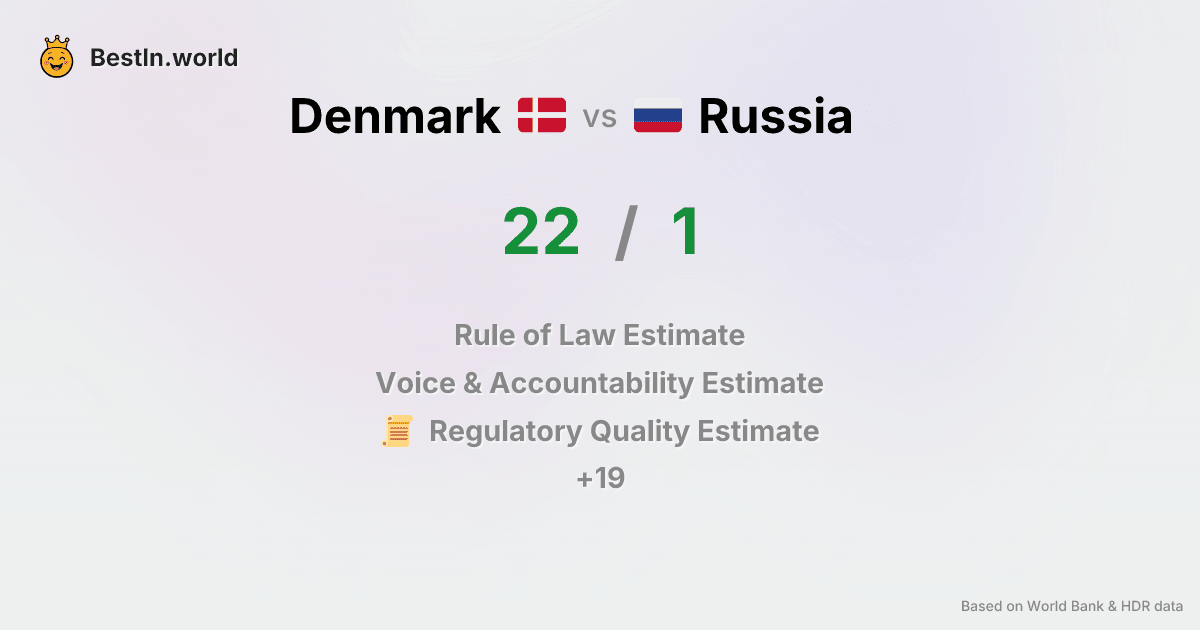 BestIn.world
Denmark vs Russia
22 / 1
Rule of Law Estimate
Voice & Accountability Estimate
Regulatory Quality Estimate
+19
Based on World Bank & HDR data